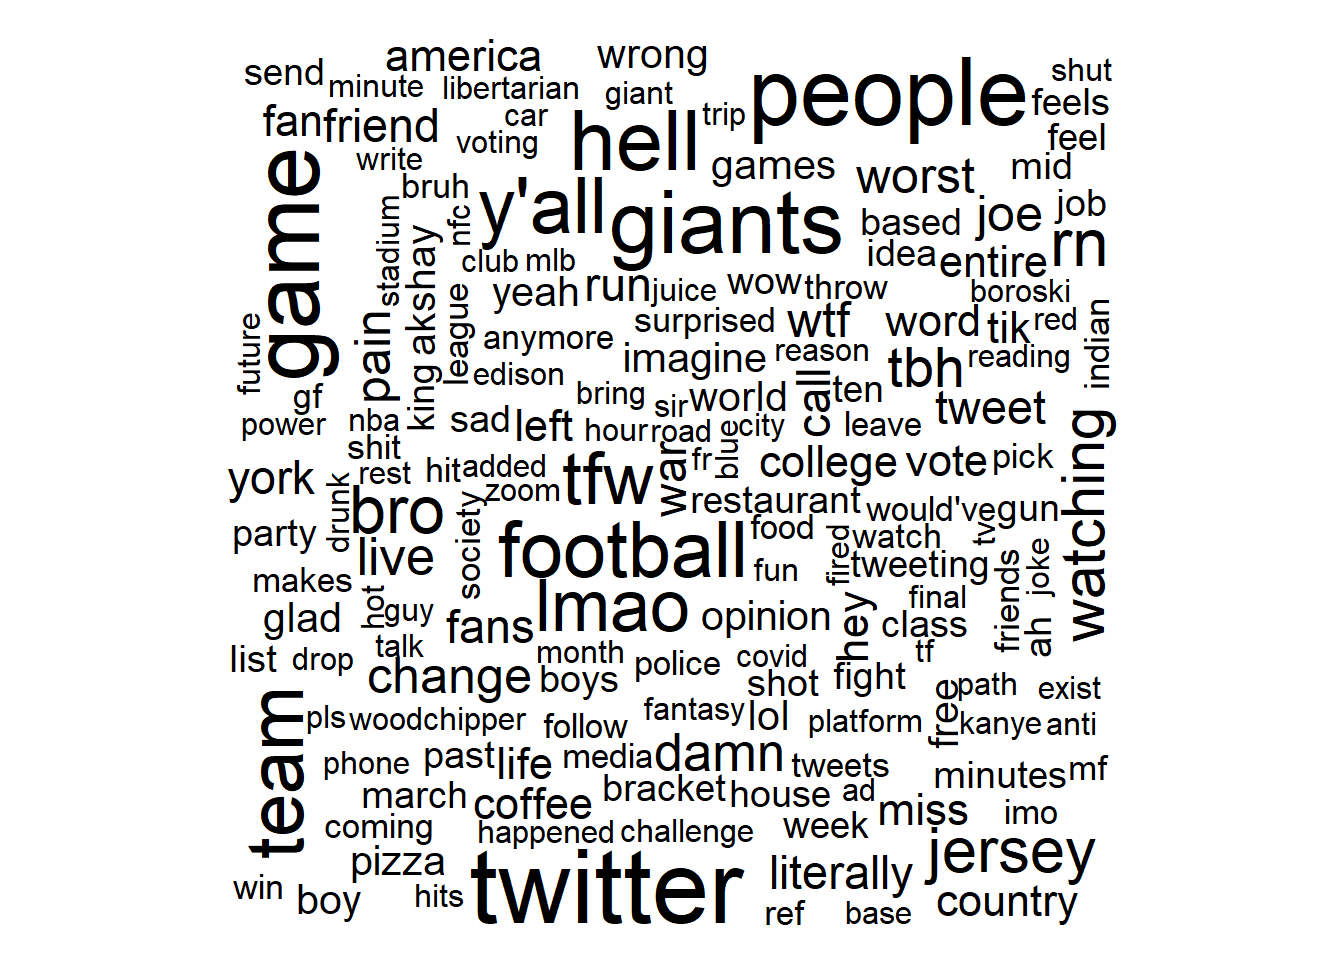 america
wrong
send
minute
libertarian
giant
people
shut
feels
feel
fan
friend
car
voting
hell
trip
write
games
worst
mid
bruh
y'all
giants
based
joe
job
rn
game
stadium
nfc
akshay
king
club
mlb
idea
entire
yeah
run
juice
wow
throw
boroski
league
pain
anymore
surprised
wtf
word
tik
red
indian
future
imagine
reason
tbh
reading
edison
gf
bring
sir
world
call
ten
tweet
power
nba
sad
left
hour
road
blue
city
leave
shit
york
rest
hit
added
tfw
war
fr
college
vote
pick
watching
drunk
zoom
bro
society
restaurant
would've
gun
party
live
football
food
fired
watch
tv
joke
makes
fun
tweeting
friends
hot
guy
lmao
final
glad
fans
opinion
hey
class
ah
talk
list
drop
month
police
covid
tf
change
boys
shot
fight
path
exist
free
team
pls
woodchipper
follow
fantasy
lol
platform
kanye
anti
phone
past
life
media
damn
tweets
minutes
mf
march
coffee
bracket
house
ad
miss
imo
coming
happened
challenge
week
jersey
pizza
twitter
literally
win
boy
hits
ref
base
country